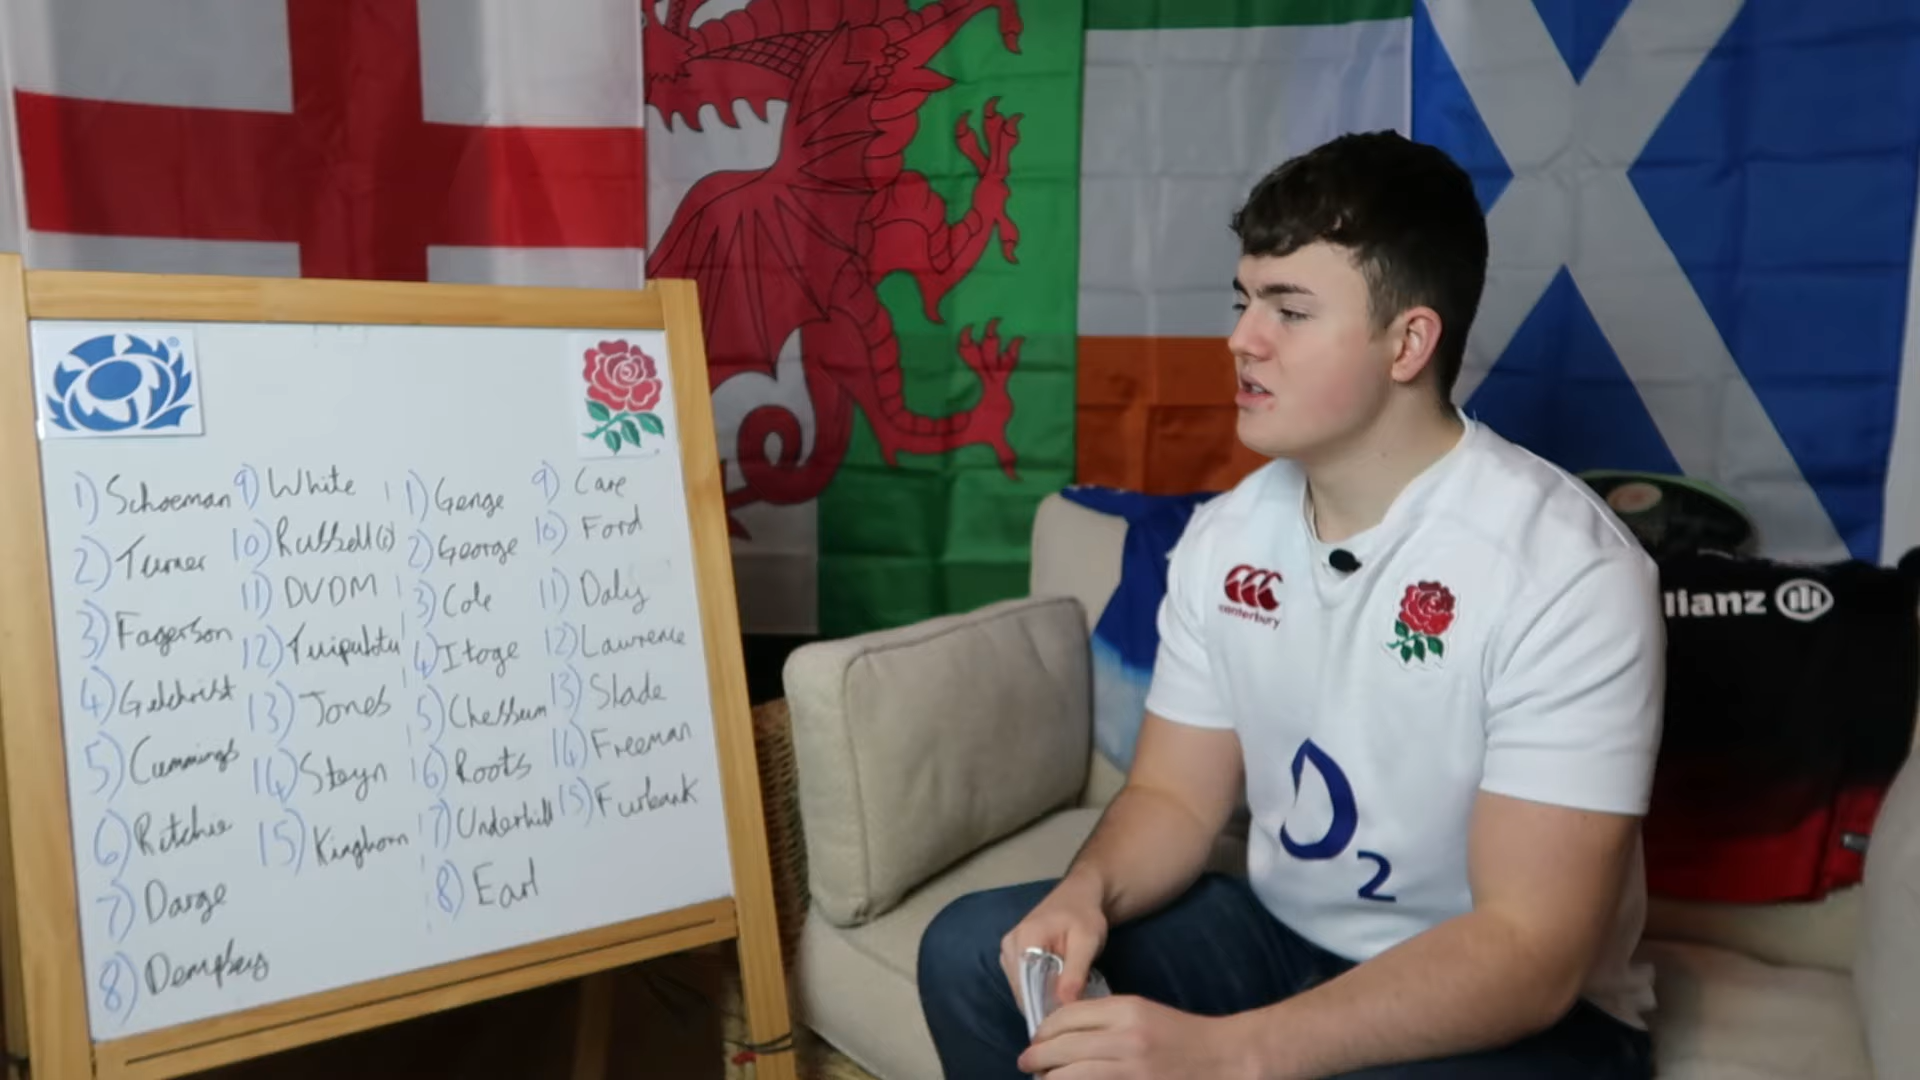 1) Schoeman
2) Turner
3) Fagerson
4) Gilchrist
5) Cummings
6) Ritchie
7) Darge
8) Dempsey
9) White
10) Russell(c)
11) DVDM
12) Tuipulotu
13) Jones
14) Steyn
15) Kinghorn
1) Genge
2) George
3) Cole
4) Itoge
5) Chessum
6) Roots
7) Underhill
8) Earl
9) Care
10) Ford
11) Daly
12) Lawrence
13) Slade
14) Freeman
15) Furbank
canterbury
O2
llianz